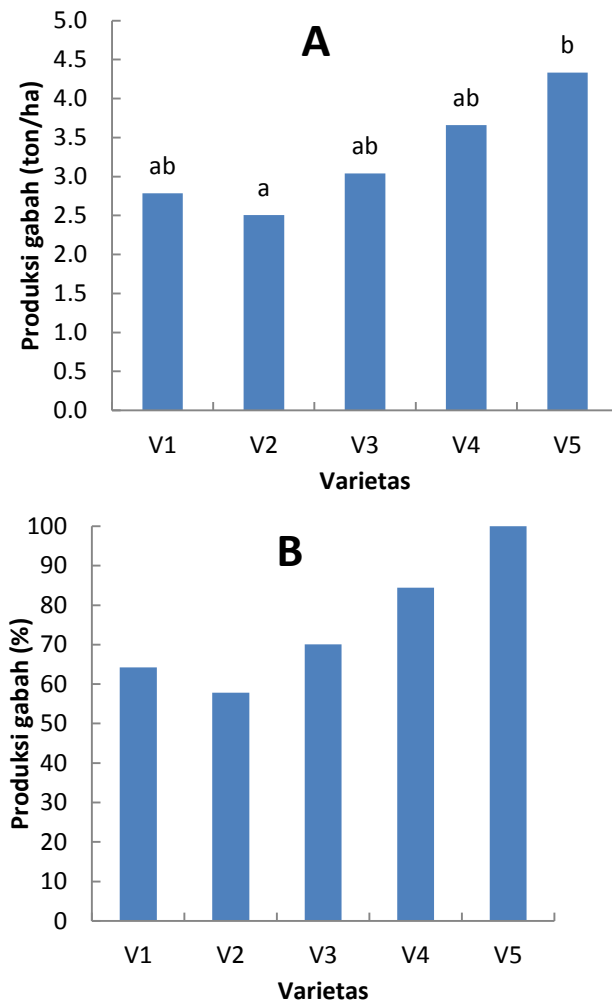 A
Produksi gabah (ton/ha)
5.0
4.5
4.0
3.5
3.0
2.5
2.0
1.5
1.0
0.5
0.0
ab
a
ab
ab
b
V1 V2 V3 V4 V5
Varietas
B
Produksi gabah (%)
100
90
80
70
60
50
40
30
20
10
0
V1 V2 V3 V4 V5
Varietas